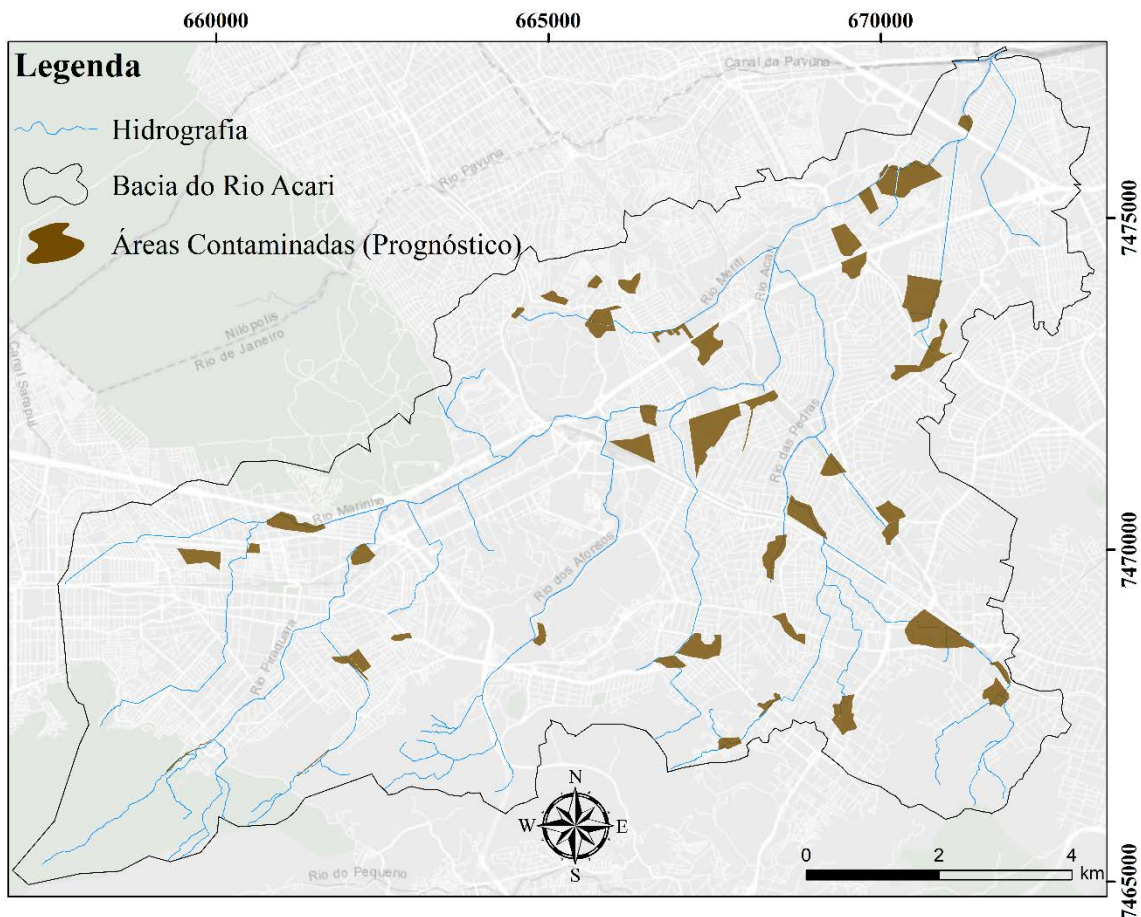 660000
665000
670000
Legenda
Hidrografia
Bacia do Rio Acari
Áreas Contaminadas (Prognóstico)
Canal da Pavuna
Rio Pavuna
Nilópolis
Rio de Janeiro
Canal Sarapuí
Rio Meriti
Rio Acari
7475000
Rio das Pedras
Rio Marinho
Rio dos Afonsos
7470000
Rio Piraquara
N
W
E
S
Rio do Pequeno
0
2
4
km
7465000